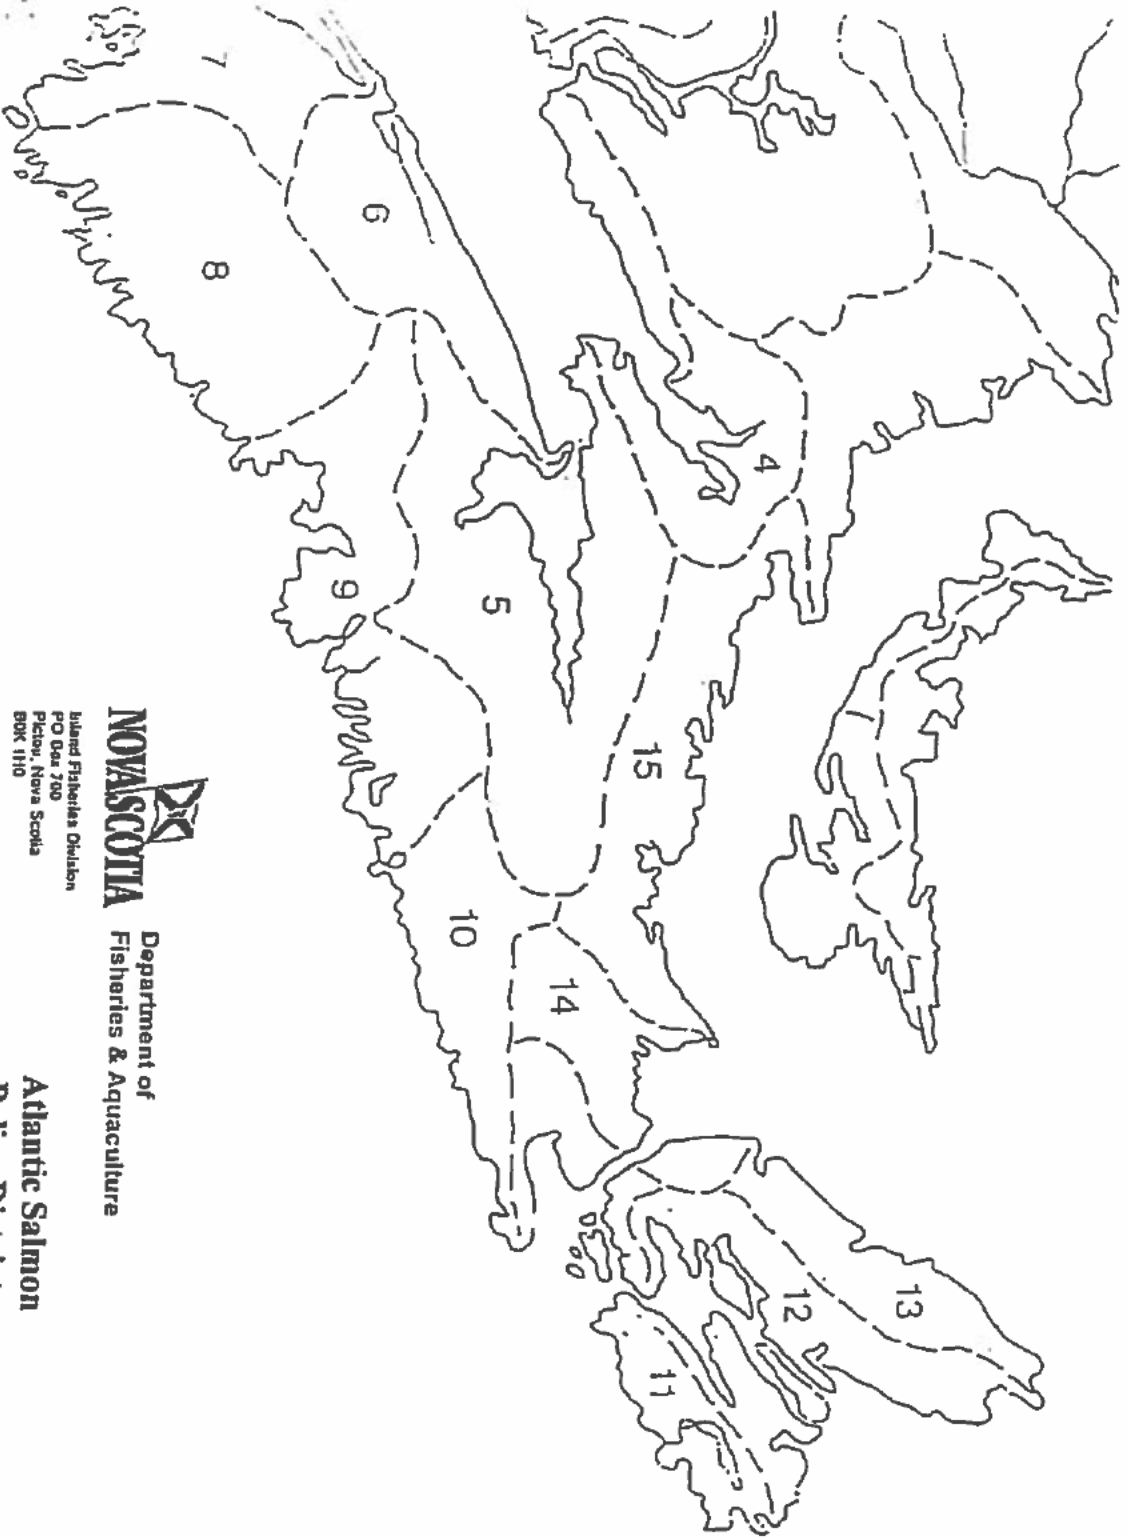 7
6
8
4
5
9
15
10
14
13
12
11
NOVA SCOTIA
Department of
Fisheries & Aquaculture
Inland Fisheries Division
PO Box 700
Pictou, Nova Scotia
B0K 1H0
Atlantic Salmon